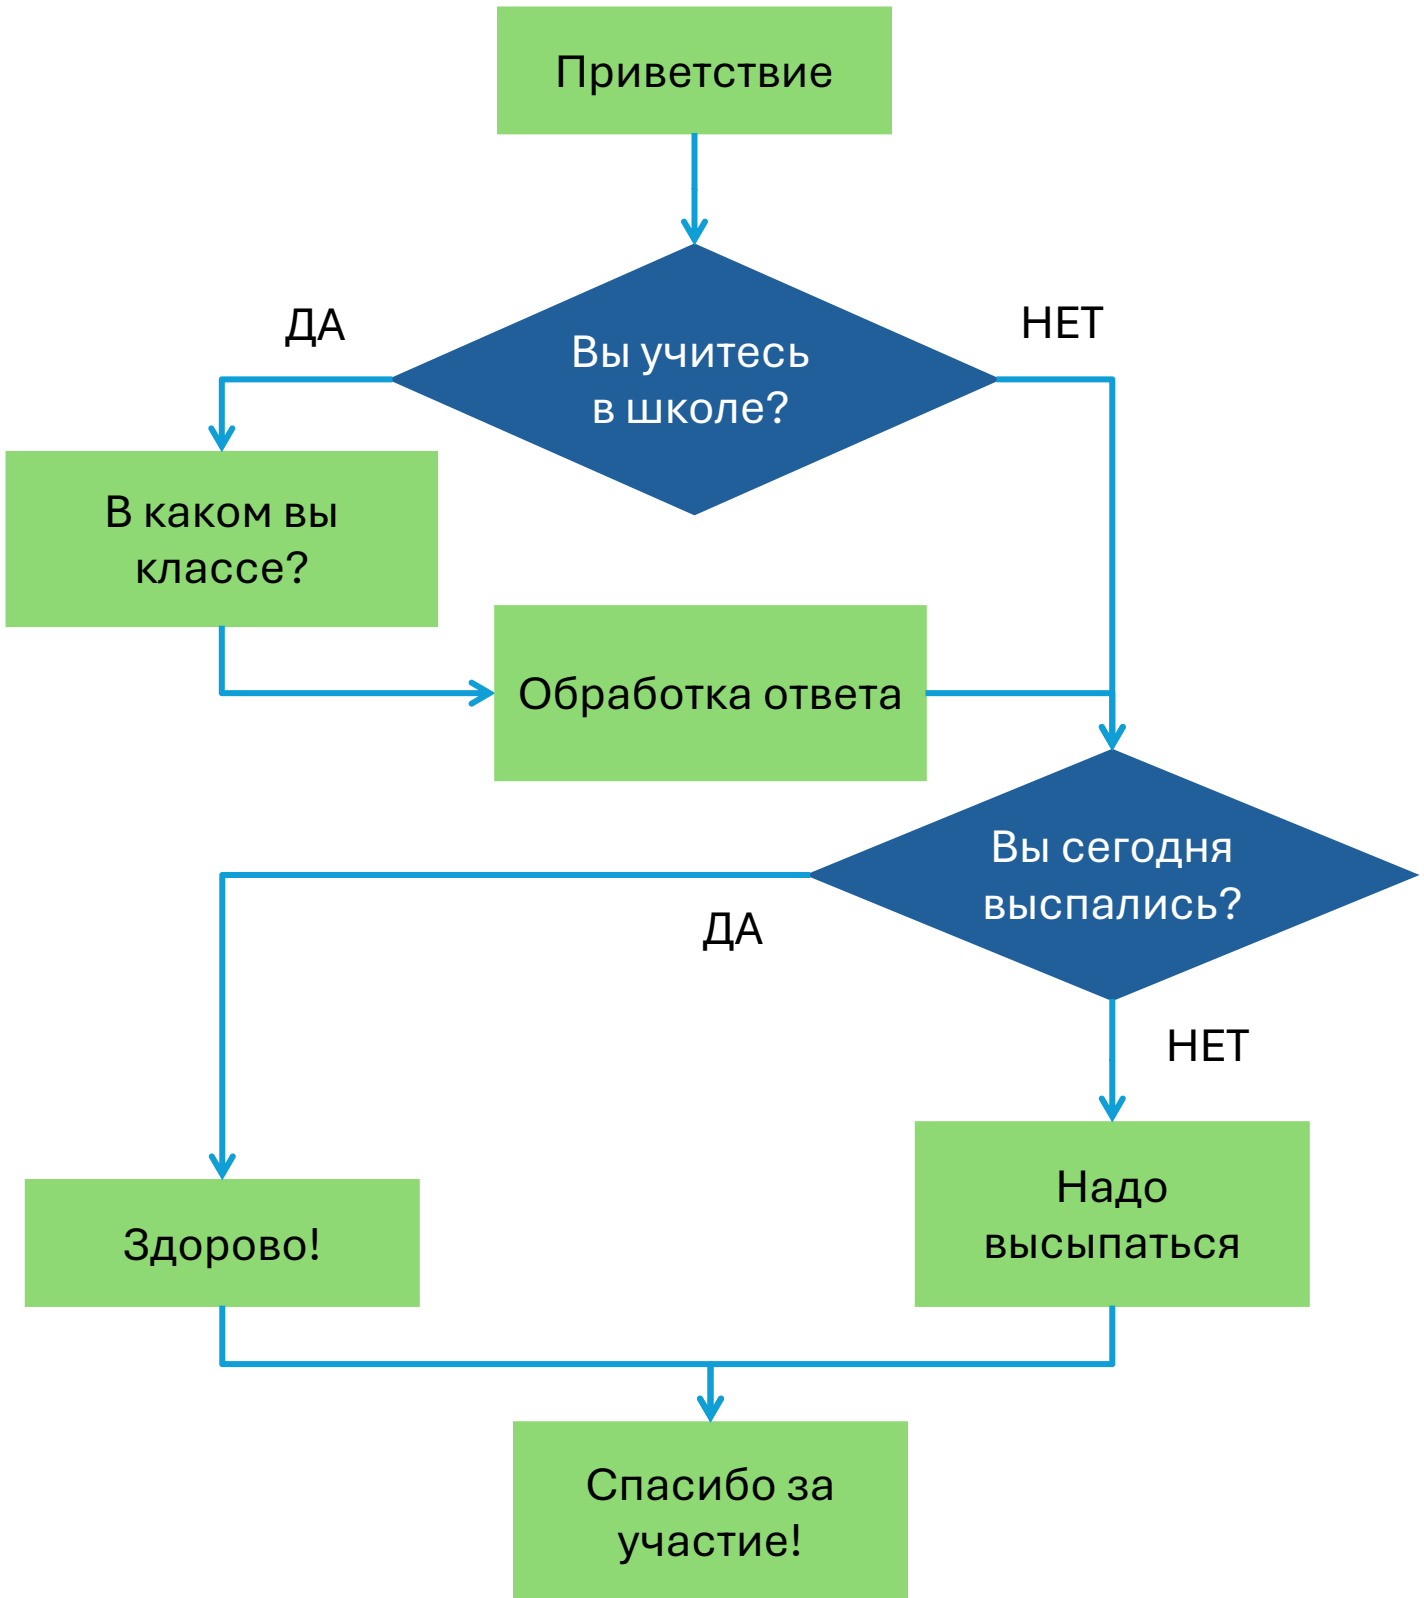 Приветствие
ДА
НЕТ
Вы учитесь
в школе?
В каком вы
классе?
Обработка ответа
Вы сегодня
выспались?
ДА
НЕТ
Надо
высыпаться
Здорово!
Спасибо за
участие!